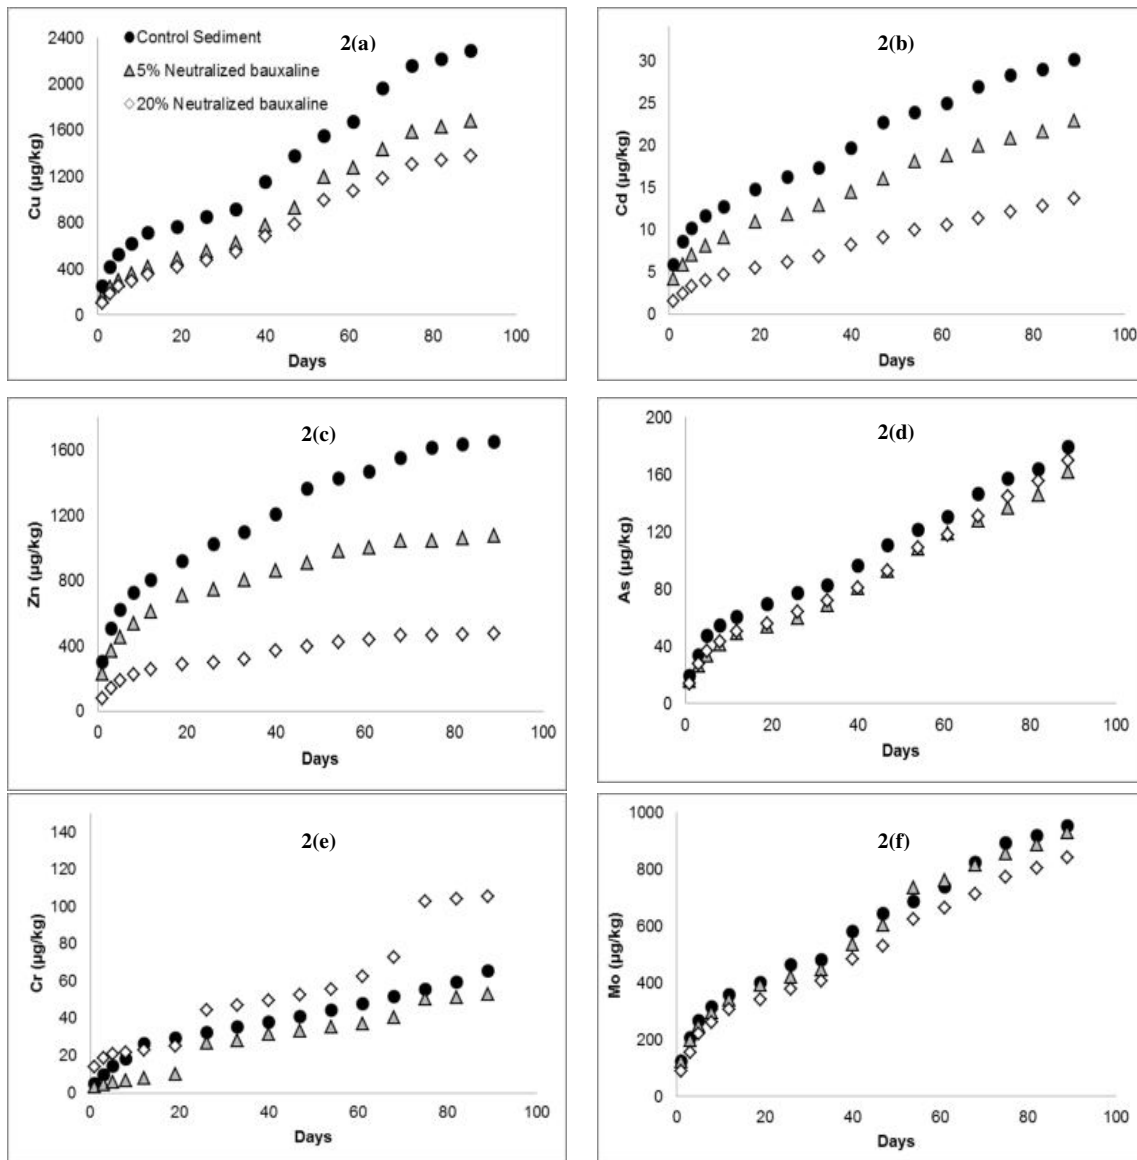 2(a)
● Control Sediment
▲ 5% Neutralized bauxaline
◇ 20% Neutralized bauxaline
2400
2000
1600
1200
800
400
0
Cu (µg/kg)
0 20 40 60 80 100
Days
2(b)
30
25
20
15
10
5
0
Cd (µg/kg)
0 20 40 60 80 100
Days
2(c)
1600
1200
800
400
0
Zn (µg/kg)
0 20 40 60 80 100
Days
2(d)
200
160
120
80
40
0
As (µg/kg)
0 20 40 60 80 100
Days
2(e)
140
120
100
80
60
40
20
0
Cr (µg/kg)
0 20 40 60 80 100
Days
2(f)
1000
800
600
400
200
0
Mo (µg/kg)
0 20 40 60 80 100
Days